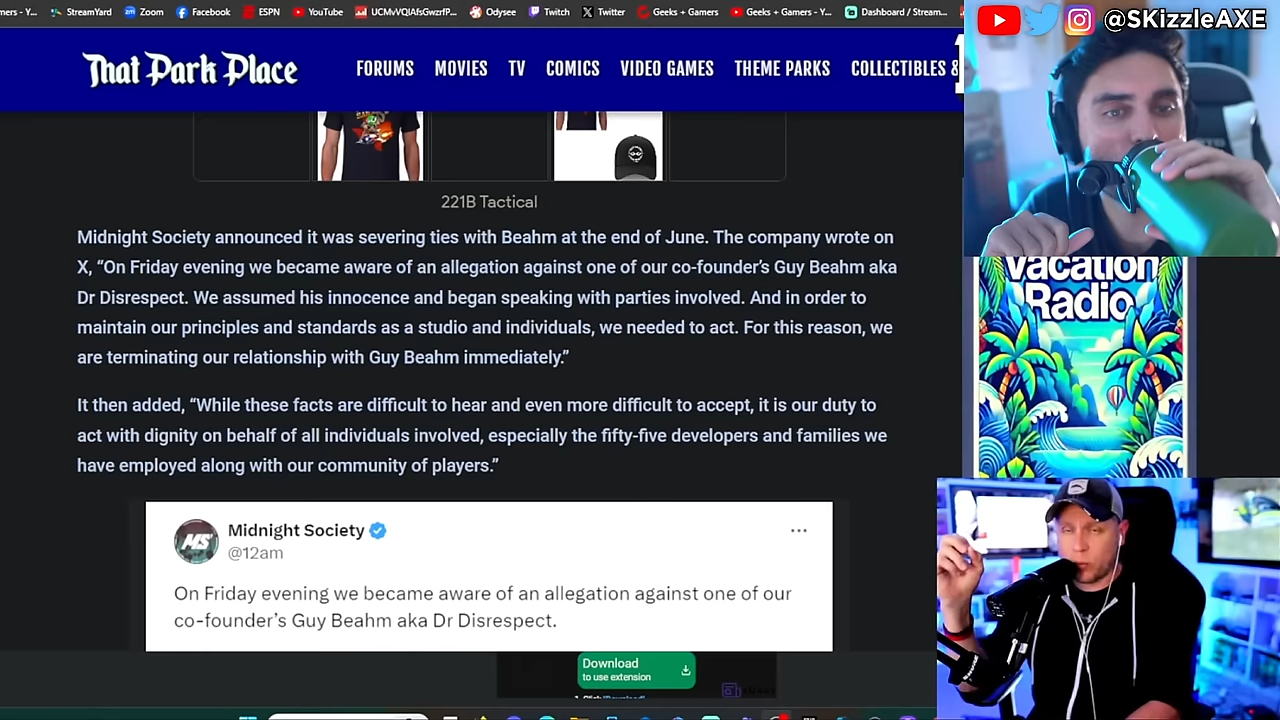 StreamYard
Zoom
Facebook
ESPN
YouTube
UCMvVQIAfsGwzrfP...
Odysee
Twitch
Twitter
Geeks + Gamers
Geeks + Gamers - Y...
Dashboard / Stream...
@SKizzleAXE
That Park Place
FORUMS
MOVIES
TV
COMICS
VIDEO GAMES
THEME PARKS
COLLECTIBLES &
221B Tactical
Vacation
Radio
Midnight Society announced it was severing ties with Beahm at the end of June. The company wrote on
X, “On Friday evening we became aware of an allegation against one of our co-founder’s Guy Beahm aka
Dr Disrespect. We assumed his innocence and began speaking with parties involved. And in order to
maintain our principles and standards as a studio and individuals, we needed to act. For this reason, we
are terminating our relationship with Guy Beahm immediately.”
It then added, “While these facts are difficult to hear and even more difficult to accept, it is our duty to
act with dignity on behalf of all individuals involved, especially the fifty-five developers and families we
have employed along with our community of players.”
MS
Midnight Society
@12am
On Friday evening we became aware of an allegation against one of our
co-founder’s Guy Beahm aka Dr Disrespect.
Download
to use extension